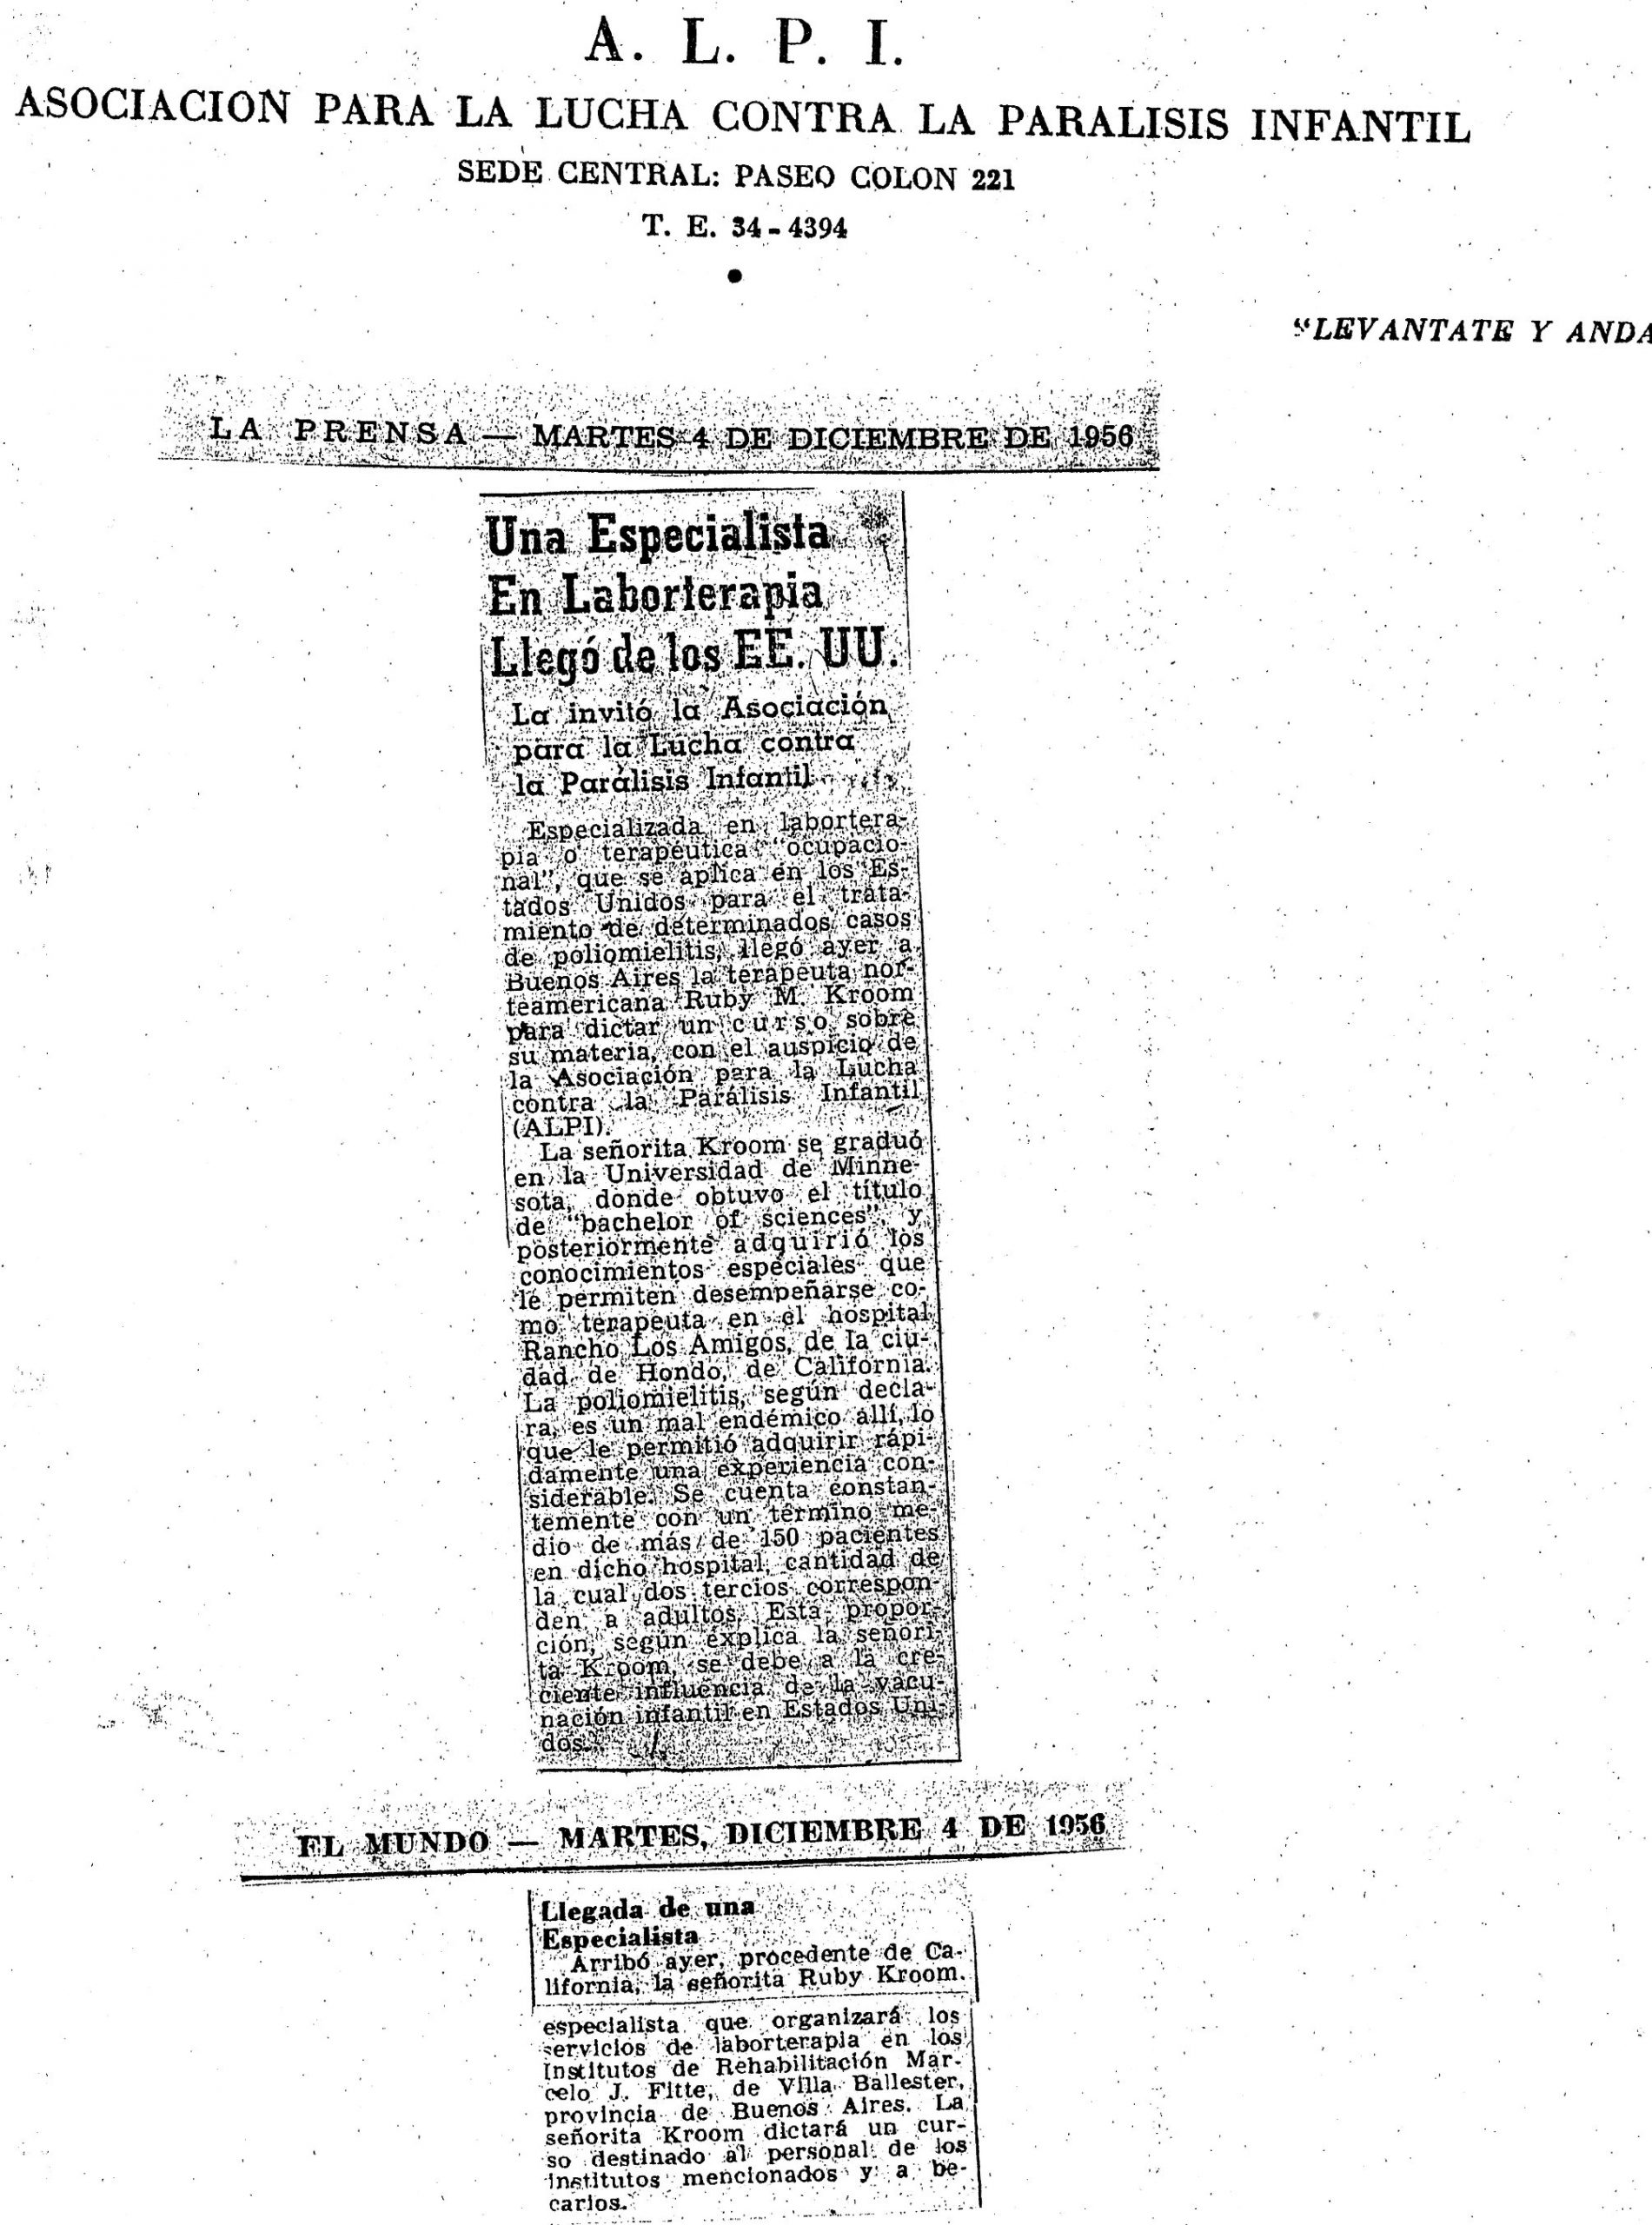 A. L. P. I.
ASOCIACION PARA LA LUCHA CONTRA LA PARALISIS INFANTIL
SEDE CENTRAL: PASEO COLON 221
T. E. 34-4394
"LEVANTATE Y ANDA
LA PRENSA — MARTES 4 DE DICIEMBRE DE 1956
Una Especialista
En Laborterapia
Llegó de los EE. UU.
La invitó la Asociación
para la Lucha contra
la Parálisis Infantil
Especializada en labortera-
pia o terapéutica "ocupacio-
nal", que se aplica en los Es-
tados Unidos para el trata-
miento de determinados casos
de poliomielitis, llegó ayer a
Buenos Aires la terapeuta nor-
teamericana Ruby M. Kroom
para dictar un curso sobre
su materia, con el auspicio de
la Asociación para la Lucha
contra la Parálisis Infantil
(ALPI).
La señorita Kroom se graduó
en la Universidad de Minne-
sota, donde obtuvo el título
de "bachelor of sciences", y
posteriormente adquirió los
conocimientos especiales que
le permiten desempeñarse co-
mo terapeuta en el hospital
Rancho Los Amigos, de la ciu-
dad de Hondo, de California.
La poliomielitis, según decla-
ra, es un mal endémico allí, lo
que le permitió adquirir rápi-
damente una experiencia con-
siderable. Se cuenta constan-
temente con un término me-
dio de más de 150 pacientes
en dicho hospital, cantidad de
la cual dos tercios correspon-
den a adultos. Esta propor-
ción, según explica la señori-
ta Kroom, se debe a la cre-
ciente influencia de la vacu-
nación infantil en Estados Uni-
dos.
EL MUNDO — MARTES, DICIEMBRE 4 DE 1956
Llegada de una
Especialista
Arribó ayer, procedente de Ca-
lifornia, la señorita Ruby Kroom.
especialista que organizará los
servicios de laborterapia en los
Institutos de Rehabilitación Mar-
celo J. Fitte, de Villa Ballester,
provincia de Buenos Aires. La
señorita Kroom dictará un cur-
so destinado al personal de los
institutos mencionados y a be-
carios.